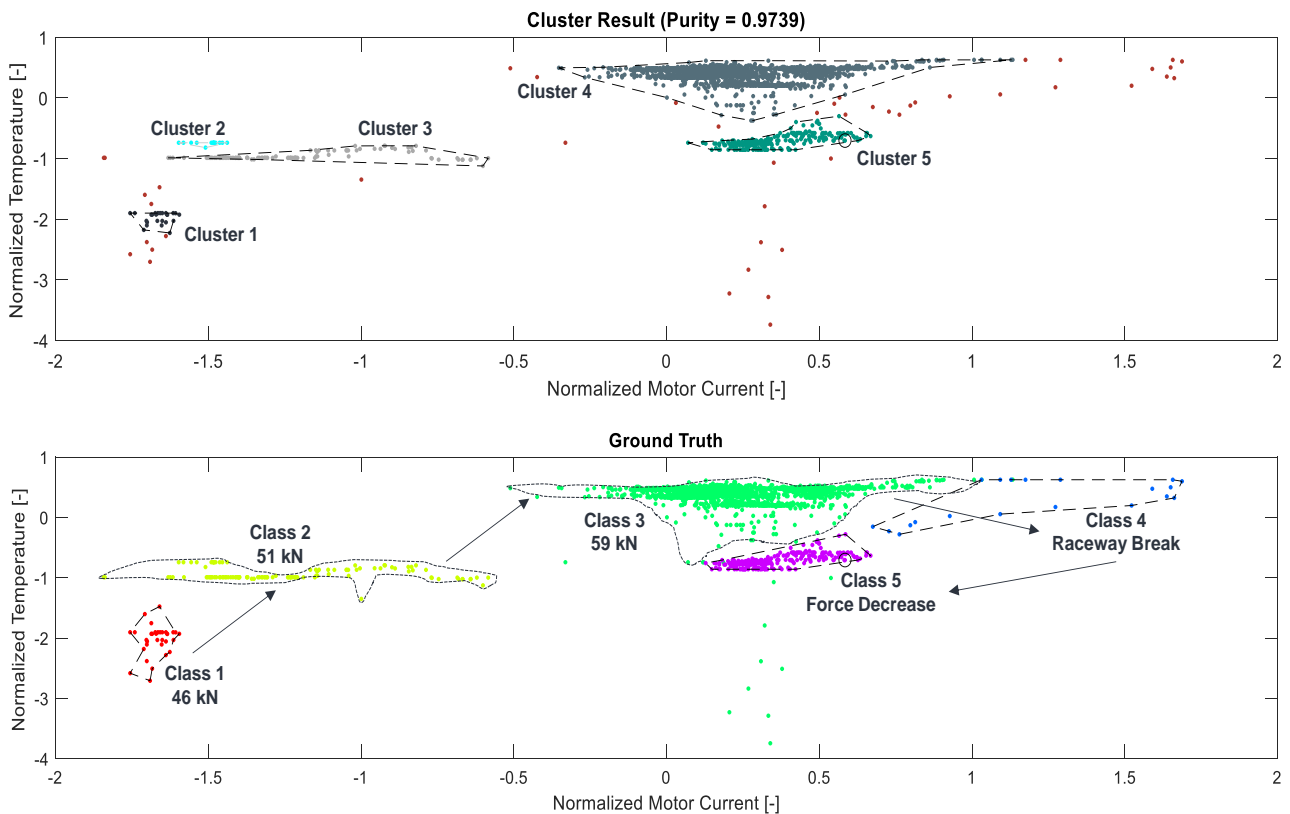 Cluster Result (Purity = 0.9739)
Normalized Temperature [-]
1
0
-1
-2
-3
-4
Cluster 4
Cluster 2
Cluster 3
Cluster 5
Cluster 1
-2
-1.5
-1
-0.5
0
0.5
1
1.5
2
Normalized Motor Current [-]
Ground Truth
Normalized Temperature [-]
1
0
-1
-2
-3
-4
Class 2
51 kN
Class 3
59 kN
Class 4
Raceway Break
Class 5
Force Decrease
Class 1
46 kN
-2
-1.5
-1
-0.5
0
0.5
1
1.5
2
Normalized Motor Current [-]